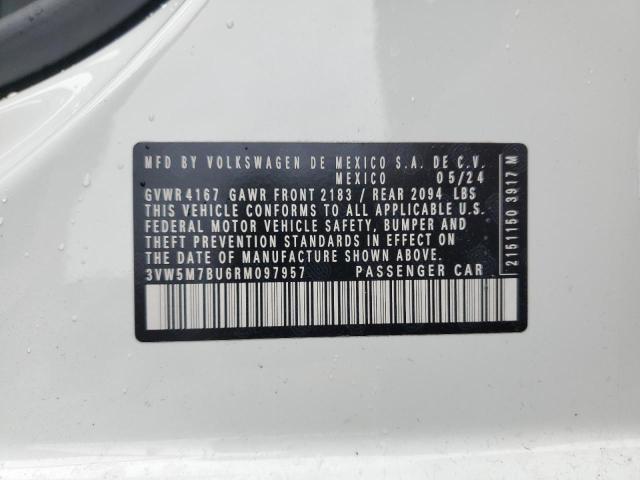 MFD BY VOLKSWAGEN DE MEXICO S.A. DE C.V.
MEXICO 05/24
GVWR 4167 GAWR FRONT 2183 / REAR 2094 LBS
THIS VEHICLE CONFORMS TO ALL APPLICABLE U.S.
FEDERAL MOTOR VEHICLE SAFETY, BUMPER AND
THEFT PREVENTION STANDARDS IN EFFECT ON THE
DATE OF MANUFACTURE SHOWN ABOVE
3VW5M7BU6RM097957 PASSENGER CAR
2151150 3917 M